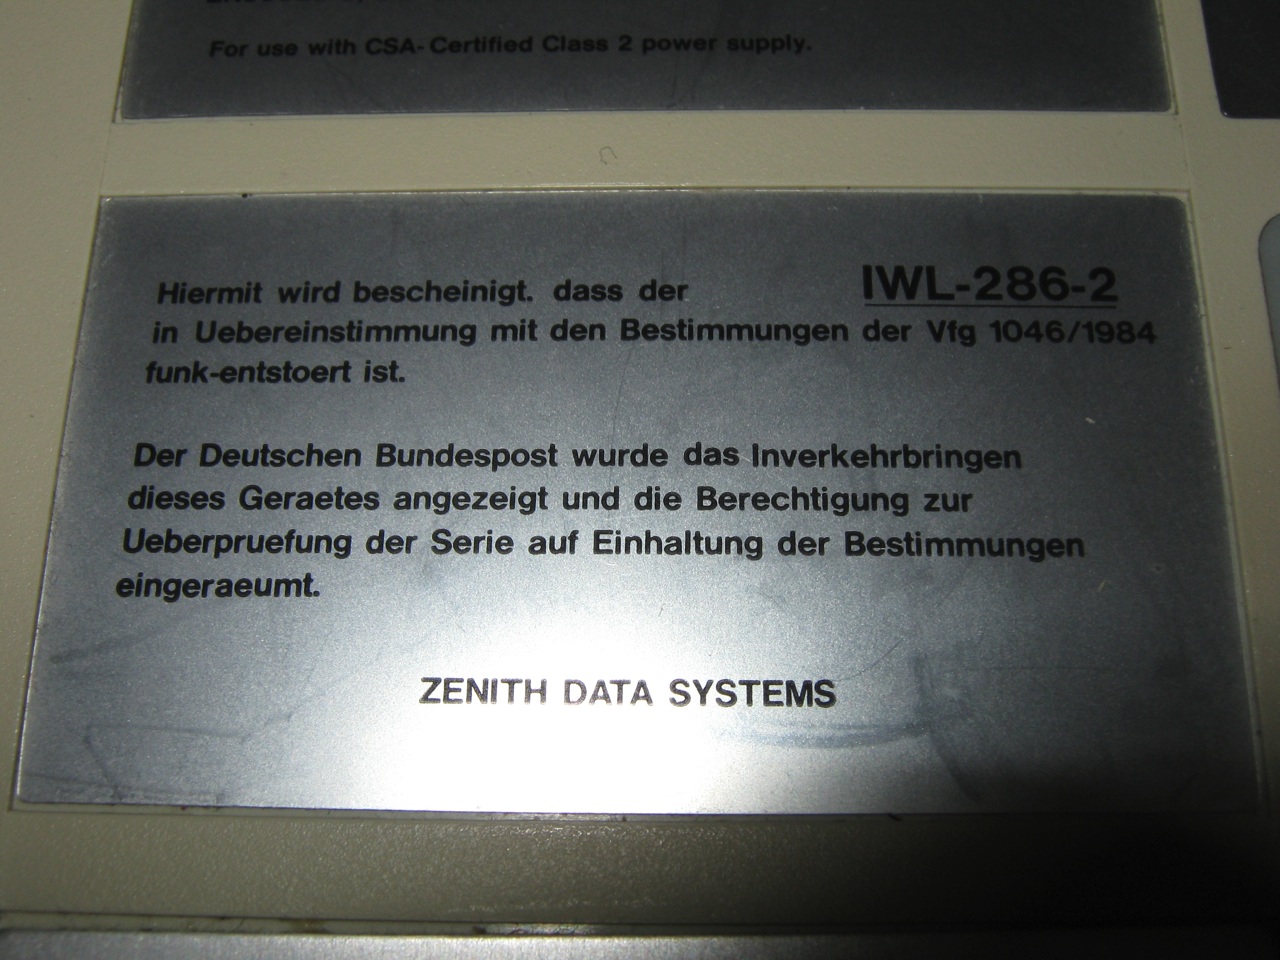 For use with CSA-Certified Class 2 power supply.
Hiermit wird bescheinigt. dass der IWL-286-2
in Uebereinstimmung mit den Bestimmungen der Vfg 1046/1984
funk-entstoert ist.
Der Deutschen Bundespost wurde das Inverkehrbringen
dieses Geraetes angezeigt und die Berechtigung zur
Ueberpruefung der Serie auf Einhaltung der Bestimmungen
eingeraeumt.
ZENITH DATA SYSTEMS